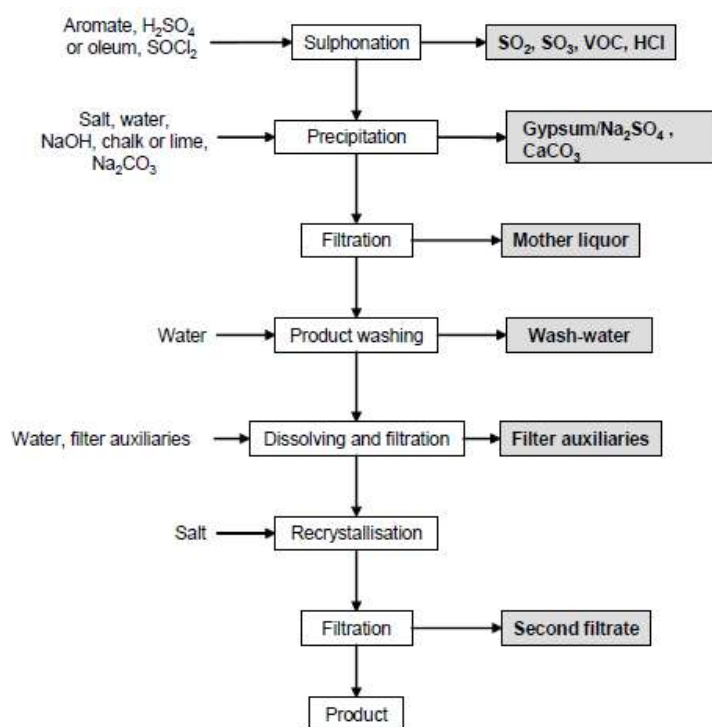 Aromate, H₂SO₄
or oleum, SOCl₂
Sulphonation
SO₂, SO₃, VOC, HCl
Salt, water,
NaOH, chalk or lime,
Na₂CO₃
Precipitation
Gypsum/Na₂SO₄ ,
CaCO₃
Filtration
Mother liquor
Water
Product washing
Wash-water
Water, filter auxiliaries
Dissolving and filtration
Filter auxiliaries
Salt
Recrystallisation
Filtration
Second filtrate
Product